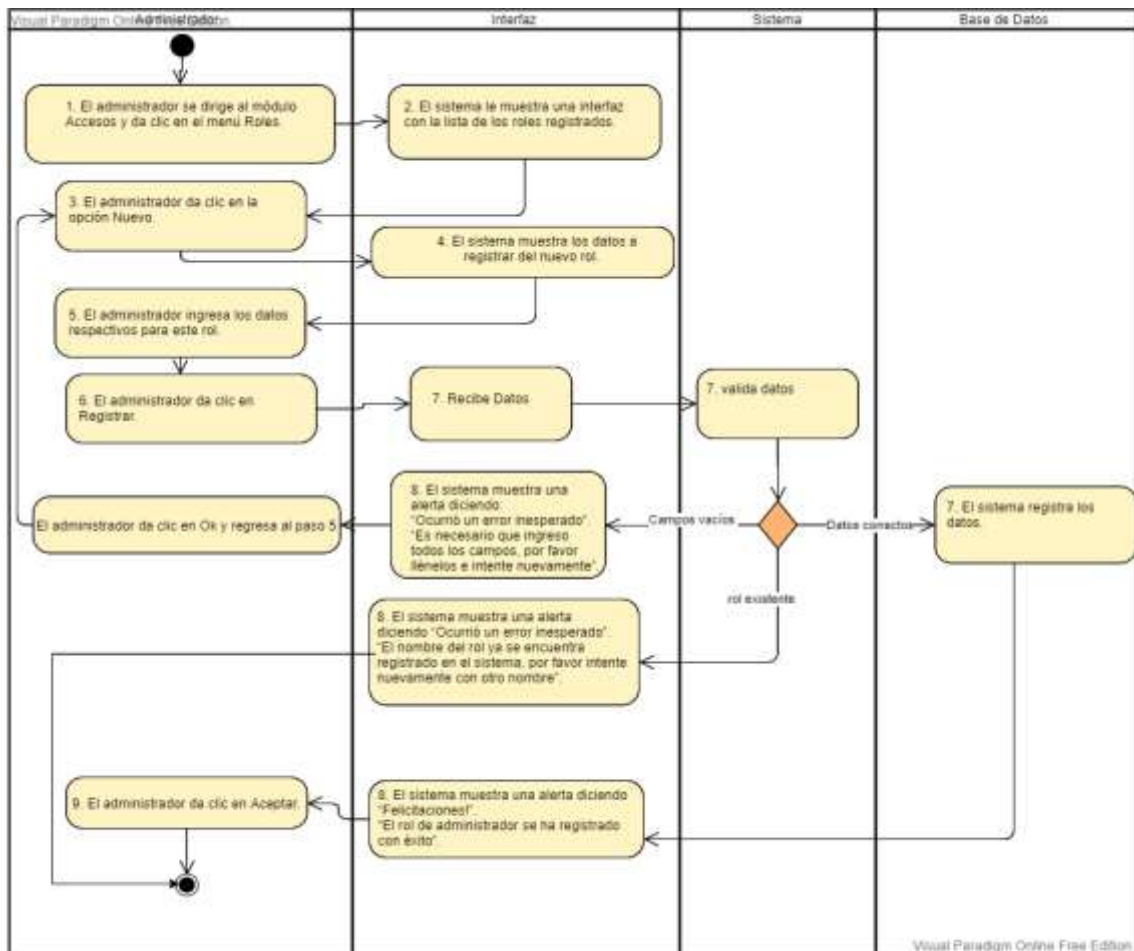 Visual Paradigm Online Free Edition
Administrador
Interfaz
Sistema
Base de Datos
1. El administrador se dirige al módulo
Accesos y da clic en el menú Roles.
2. El sistema le muestra una interfaz
con la lista de los roles registrados.
3. El administrador da clic en la
opción Nuevo.
4. El sistema muestra los datos a
registrar del nuevo rol.
5. El administrador ingresa los datos
respectivos para este rol.
6. El administrador da clic en
Registrar.
7. Recibe Datos
7. valida datos
8. El sistema muestra una
alerta diciendo:
"Ocurrió un error inesperado".
"Es necesario que ingreso
todos los campos, por favor
llénelos e intente nuevamente".
El administrador da clic en Ok y regresa al paso 5
Campos vacíos
Datos correctos
7. El sistema registra los
datos.
rol existente
8. El sistema muestra una alerta
diciendo "Ocurrió un error inesperado".
"El nombre del rol ya se encuentra
registrado en el sistema, por favor intente
nuevamente con otro nombre".
9. El administrador da clic en Aceptar.
8. El sistema muestra una alerta diciendo
"Felicitaciones!".
"El rol de administrador se ha registrado
con éxito".
Visual Paradigm Online Free Edition